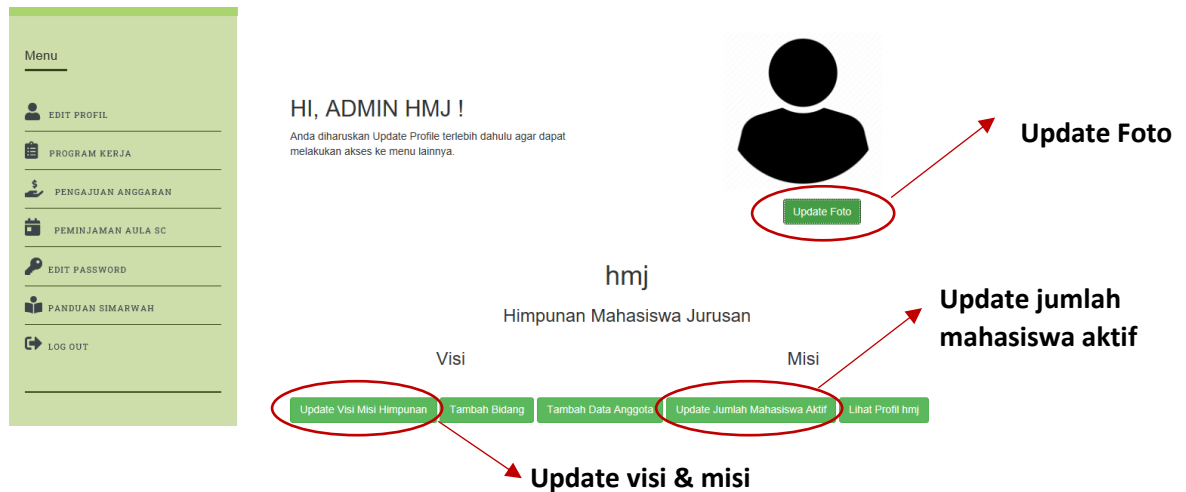 Menu
EDIT PROFIL
PROGRAM KERJA
PENGAJUAN ANGGARAN
PEMINJAMAN AULA SC
EDIT PASSWORD
PANDUAN SIMARWAH
LOG OUT
HI, ADMIN HMJ !
Anda diharuskan Update Profile terlebih dahulu agar dapat
melakukan akses ke menu lainnya.
Update Foto
Update Foto
hmj
Himpunan Mahasiswa Jurusan
Visi
Misi
Update jumlah
mahasiswa aktif
Update Visi Misi Himpunan
Tambah Bidang
Tambah Data Anggota
Update Jumlah Mahasiswa Aktif
Lihat Profil hmj
Update visi & misi